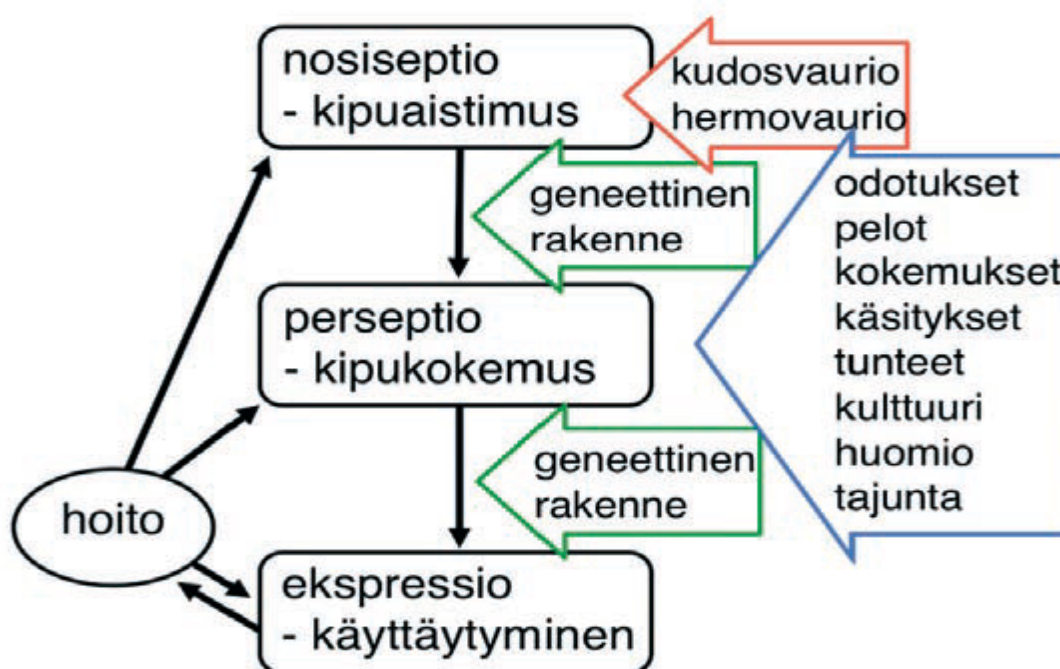 nosiseptio
- kipuaistimus
kudosvaurio
hermovaurio
geneettinen
rakenne
odotukset
pelot
kokemukset
käsitykset
tunteet
kulttuuri
huomio
tajunta
perseptio
- kipukokemus
geneettinen
rakenne
hoito
ekspressio
- käyttäytyminen